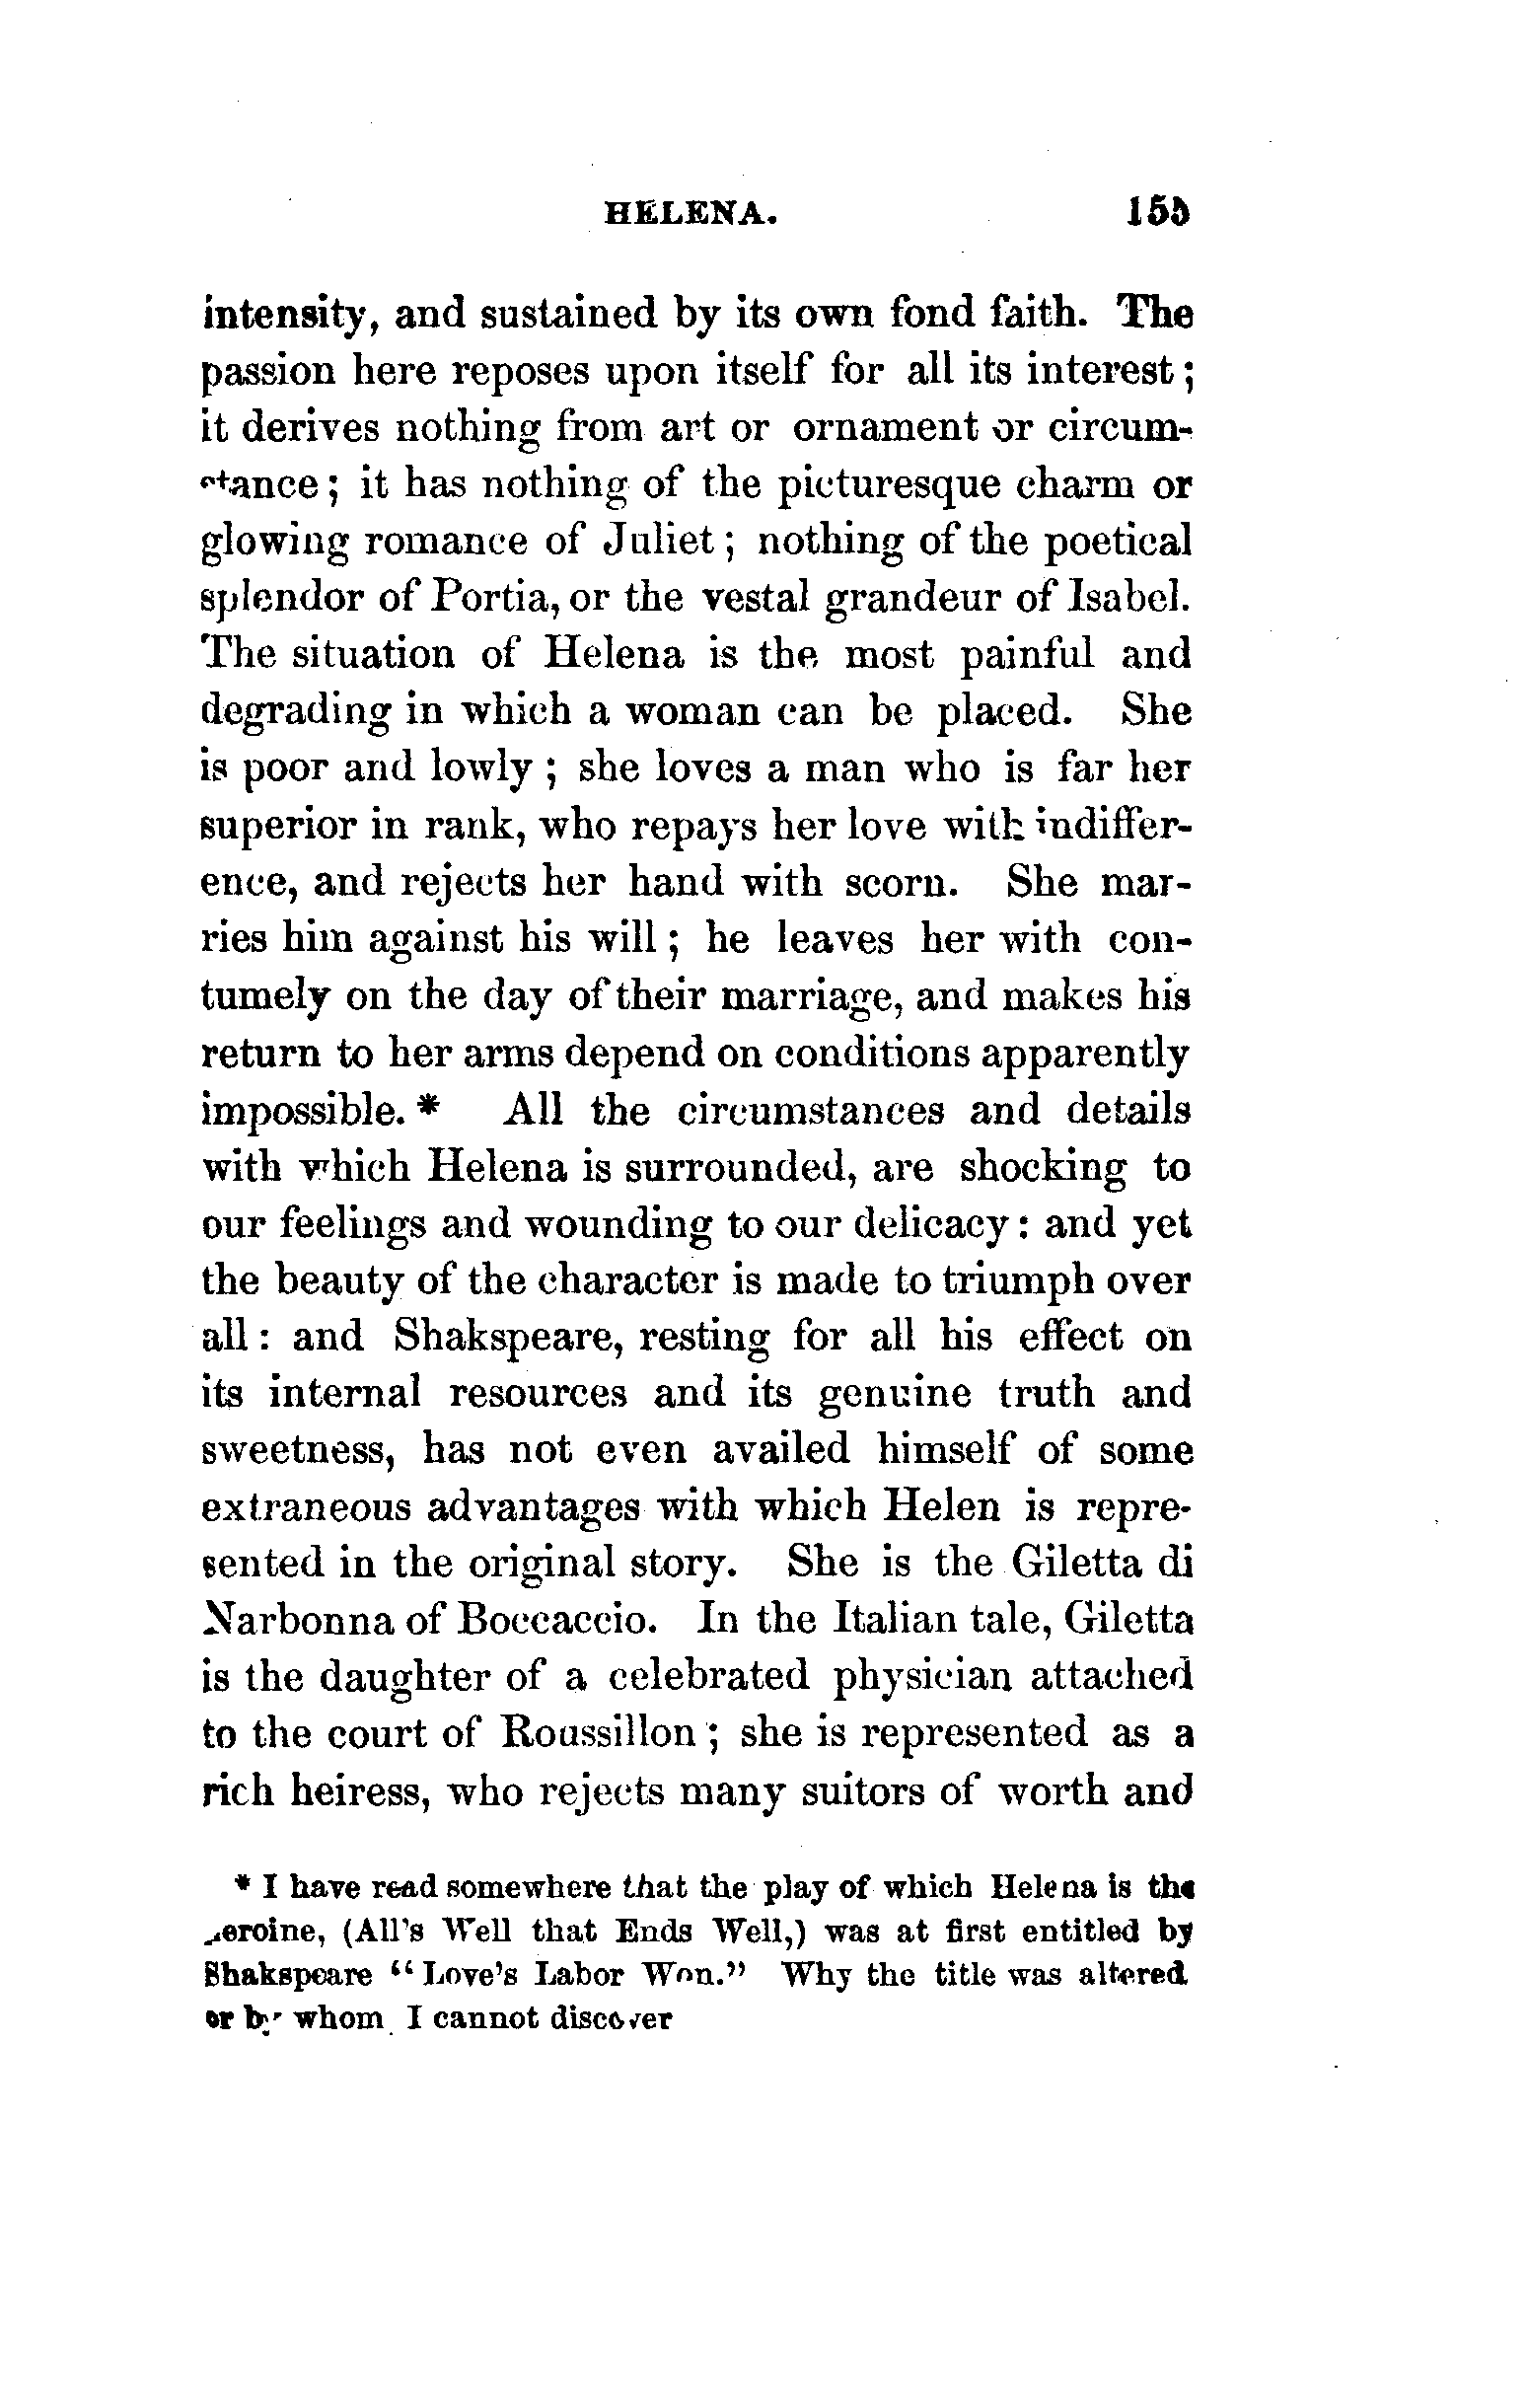 HELENA. 155
intensity, and sustained by its own fond faith. The
passion here reposes upon itself for all its interest;
it derives nothing from art or ornament or circum-
stance; it has nothing of the picturesque charm or
glowing romance of Juliet; nothing of the poetical
splendor of Portia, or the vestal grandeur of Isabel.
The situation of Helena is the most painful and
degrading in which a woman can be placed. She
is poor and lowly; she loves a man who is far her
superior in rank, who repays her love with indiffer-
ence, and rejects her hand with scorn. She mar-
ries him against his will; he leaves her with con-
tumely on the day of their marriage, and makes his
return to her arms depend on conditions apparently
impossible.* All the circumstances and details
with which Helena is surrounded, are shocking to
our feelings and wounding to our delicacy: and yet
the beauty of the character is made to triumph over
all: and Shakspeare, resting for all his effect on
its internal resources and its genuine truth and
sweetness, has not even availed himself of some
extraneous advantages with which Helen is repre-
sented in the original story. She is the Giletta di
Narbonna of Boccaccio. In the Italian tale, Giletta
is the daughter of a celebrated physician attached
to the court of Roussillon; she is represented as a
rich heiress, who rejects many suitors of worth and
* I have read somewhere that the play of which Helena is the
heroine, (All's Well that Ends Well,) was at first entitled by
Shakspeare "Love's Labor Won." Why the title was altered
or by whom I cannot discover